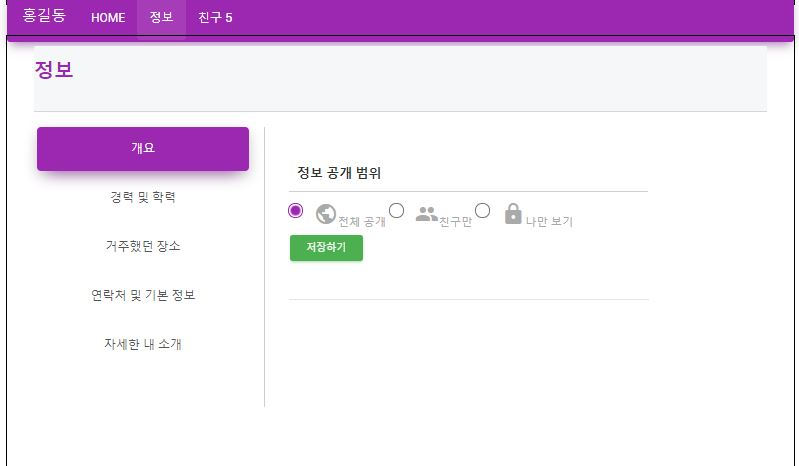 홍길동 HOME 정보 친구 5
정보
개요
경력 및 학력
거주했던 장소
연락처 및 기본 정보
자세한 내 소개
정보 공개 범위
전체 공개 친구만 나만 보기
저장하기